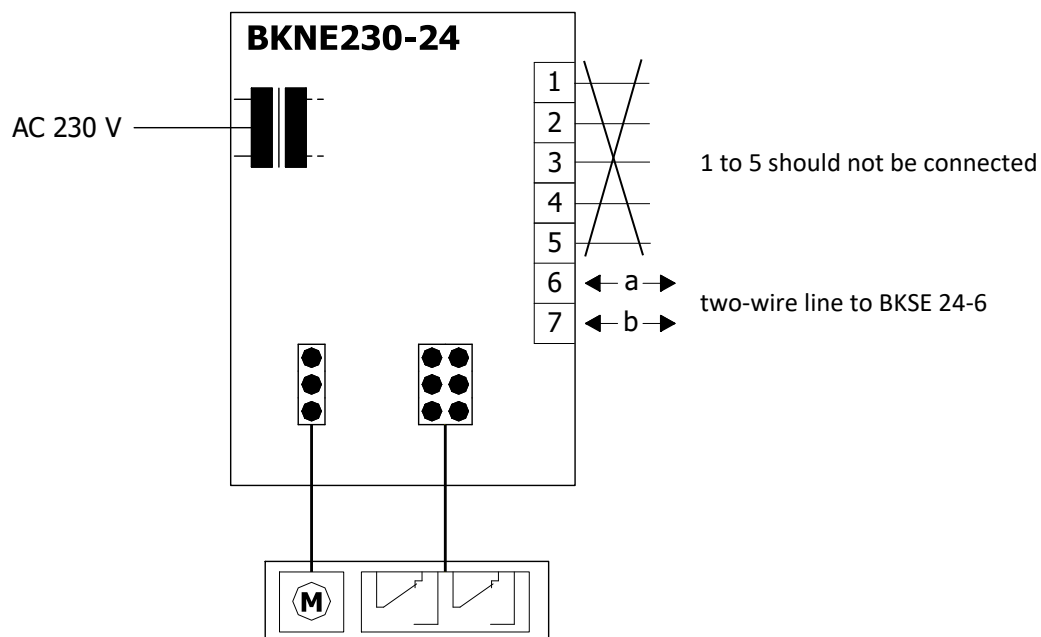 BKNE230-24
AC 230 V
1
2
3
4
5
6
7
1 to 5 should not be connected
a
b
two-wire line to BKSE 24-6
M